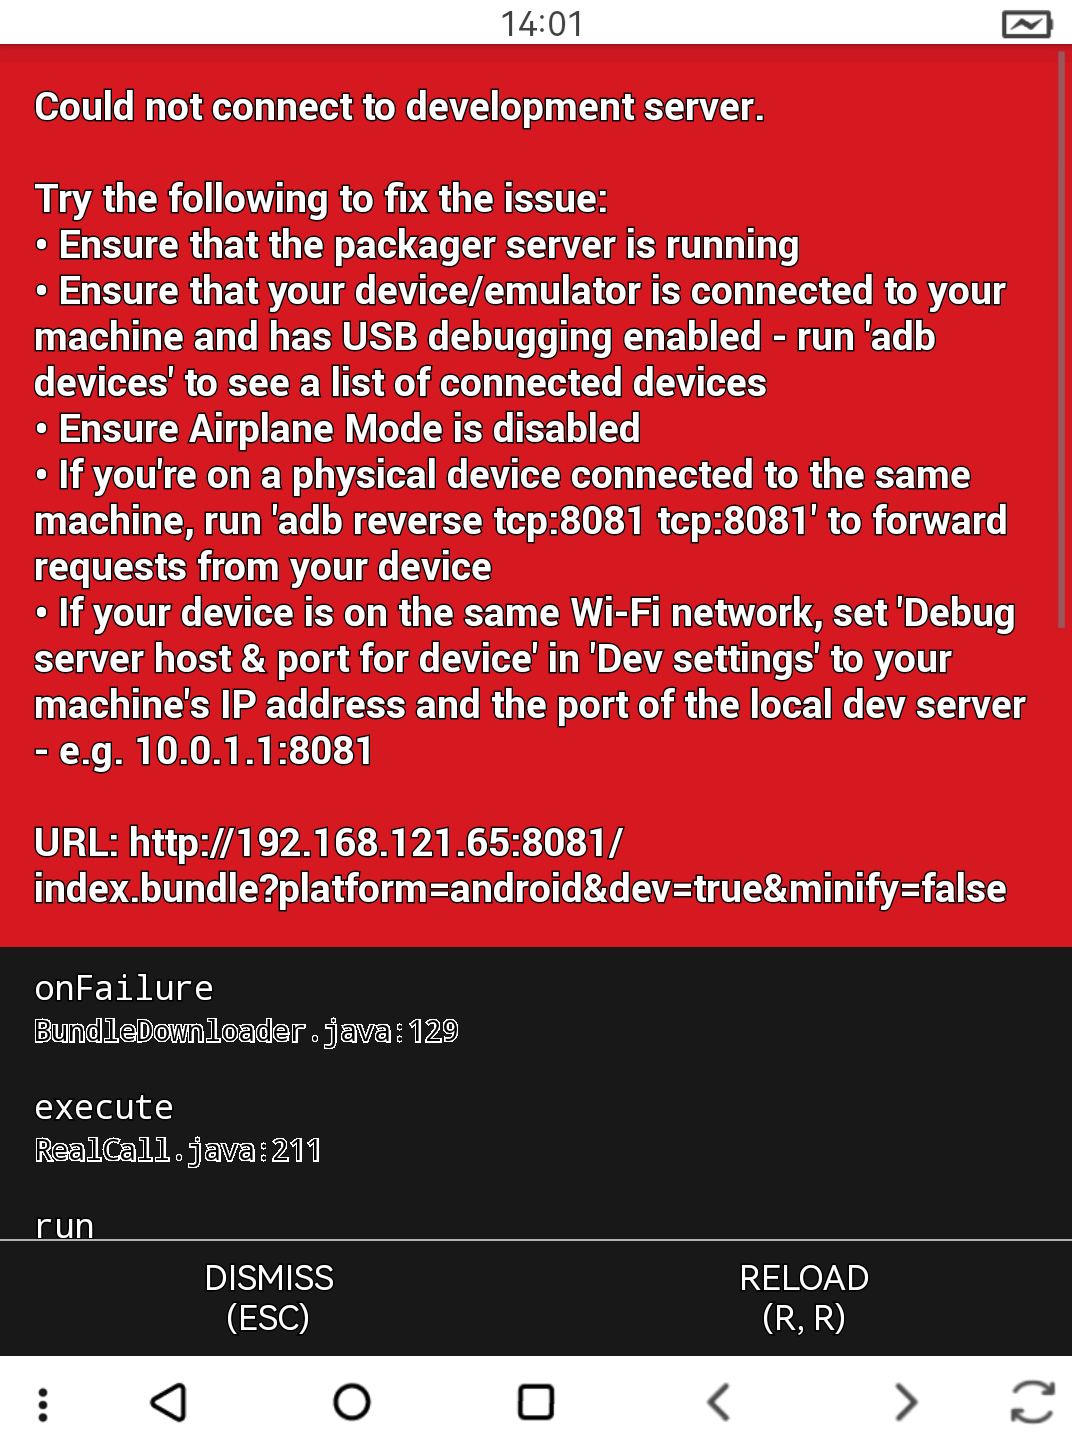 14:01
Could not connect to development server.
Try the following to fix the issue:
• Ensure that the packager server is running
• Ensure that your device/emulator is connected to your
machine and has USB debugging enabled - run 'adb
devices' to see a list of connected devices
• Ensure Airplane Mode is disabled
• If you're on a physical device connected to the same
machine, run 'adb reverse tcp:8081 tcp:8081' to forward
requests from your device
• If your device is on the same Wi-Fi network, set 'Debug
server host & port for device' in 'Dev settings' to your
machine's IP address and the port of the local dev server
- e.g. 10.0.1.1:8081
URL: http://192.168.121.65:8081/
index.bundle?platform=android&dev=true&minify=false
onFailure
BundleDownloader.java:129
execute
RealCall.java:211
run
DISMISS
(ESC)
RELOAD
(R, R)